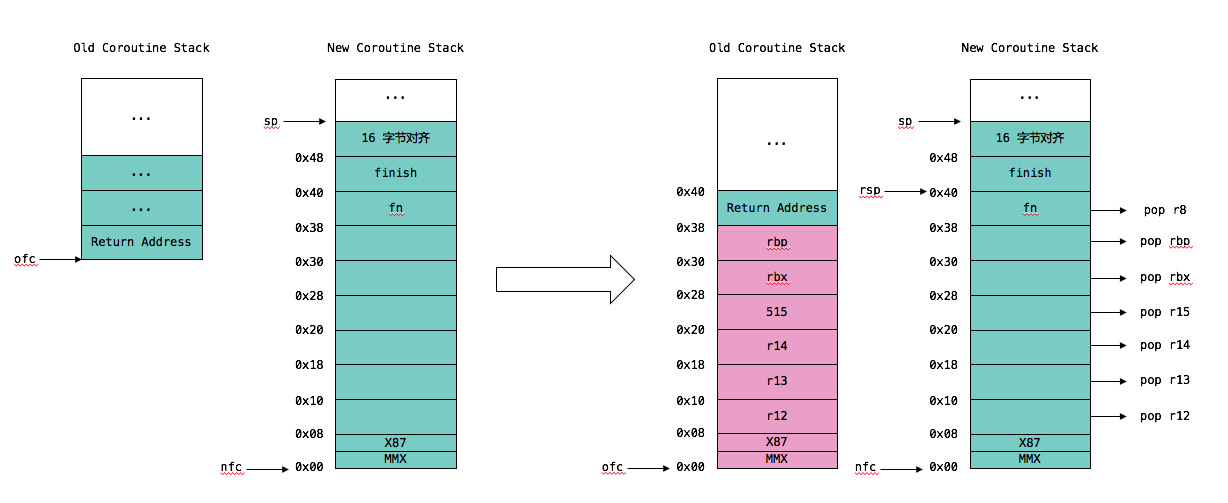 Old Coroutine Stack
New Coroutine Stack
Old Coroutine Stack
New Coroutine Stack
...
...
...
Return Address
ofc
...
sp
16 字节对齐
0x48
finish
0x40
fn
0x38
0x30
0x28
0x20
0x18
0x10
0x08
X87
MMX
nfc
0x00
...
0x40
Return Address
0x38
rbp
0x30
rbx
0x28
515
0x20
r14
0x18
r13
0x10
r12
0x08
X87
MMX
ofc
0x00
...
sp
16 字节对齐
0x48
finish
rsp
0x40
fn
pop r8
0x38
pop rbp
0x30
pop rbx
0x28
pop r15
0x20
pop r14
0x18
pop r13
0x10
pop r12
0x08
X87
MMX
nfc
0x00